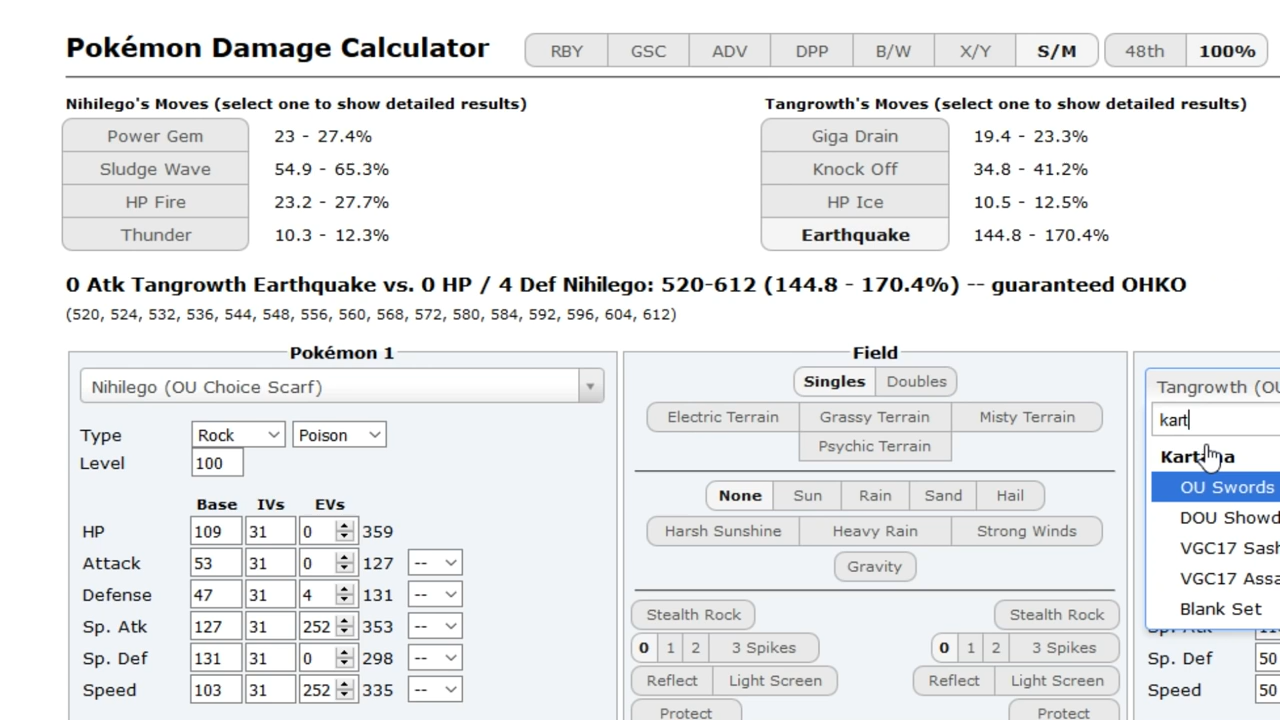 Pokémon Damage Calculator RBY GSC ADV DPP B/W X/Y S/M 48th 100%
Nihilego's Moves (select one to show detailed results) Tangrowth's Moves (select one to show detailed results)
Power Gem 23 - 27.4% Giga Drain 19.4 - 23.3%
Sludge Wave 54.9 - 65.3% Knock Off 34.8 - 41.2%
HP Fire 23.2 - 27.7% HP Ice 10.5 - 12.5%
Thunder 10.3 - 12.3% Earthquake 144.8 - 170.4%
0 Atk Tangrowth Earthquake vs. 0 HP / 4 Def Nihilego: 520-612 (144.8 - 170.4%) -- guaranteed OHKO
(520, 524, 532, 536, 544, 548, 556, 560, 568, 572, 580, 584, 592, 596, 604, 612)
Pokémon 1
Nihilego (OU Choice Scarf)
Type Rock Poison
Level 100
Base IVs EVs
HP 109 31 0 359
Attack 53 31 0 127 --
Defense 47 31 4 131 --
Sp. Atk 127 31 252 353 --
Sp. Def 131 31 0 298 --
Speed 103 31 252 335 --
Field
Singles Doubles
Electric Terrain Grassy Terrain Misty Terrain
Psychic Terrain
None Sun Rain Sand Hail
Harsh Sunshine Heavy Rain Strong Winds
Gravity
Stealth Rock Stealth Rock
0 1 2 3 Spikes 0 1 2 3 Spikes
Reflect Light Screen Reflect Light Screen
Protect Protect
Tangrowth (OU
kart
OU Swords
DOU Showd
VGC17 Sash
VGC17 Assa
Blank Set
Sp. Atk
Sp. Def 50
Speed 50